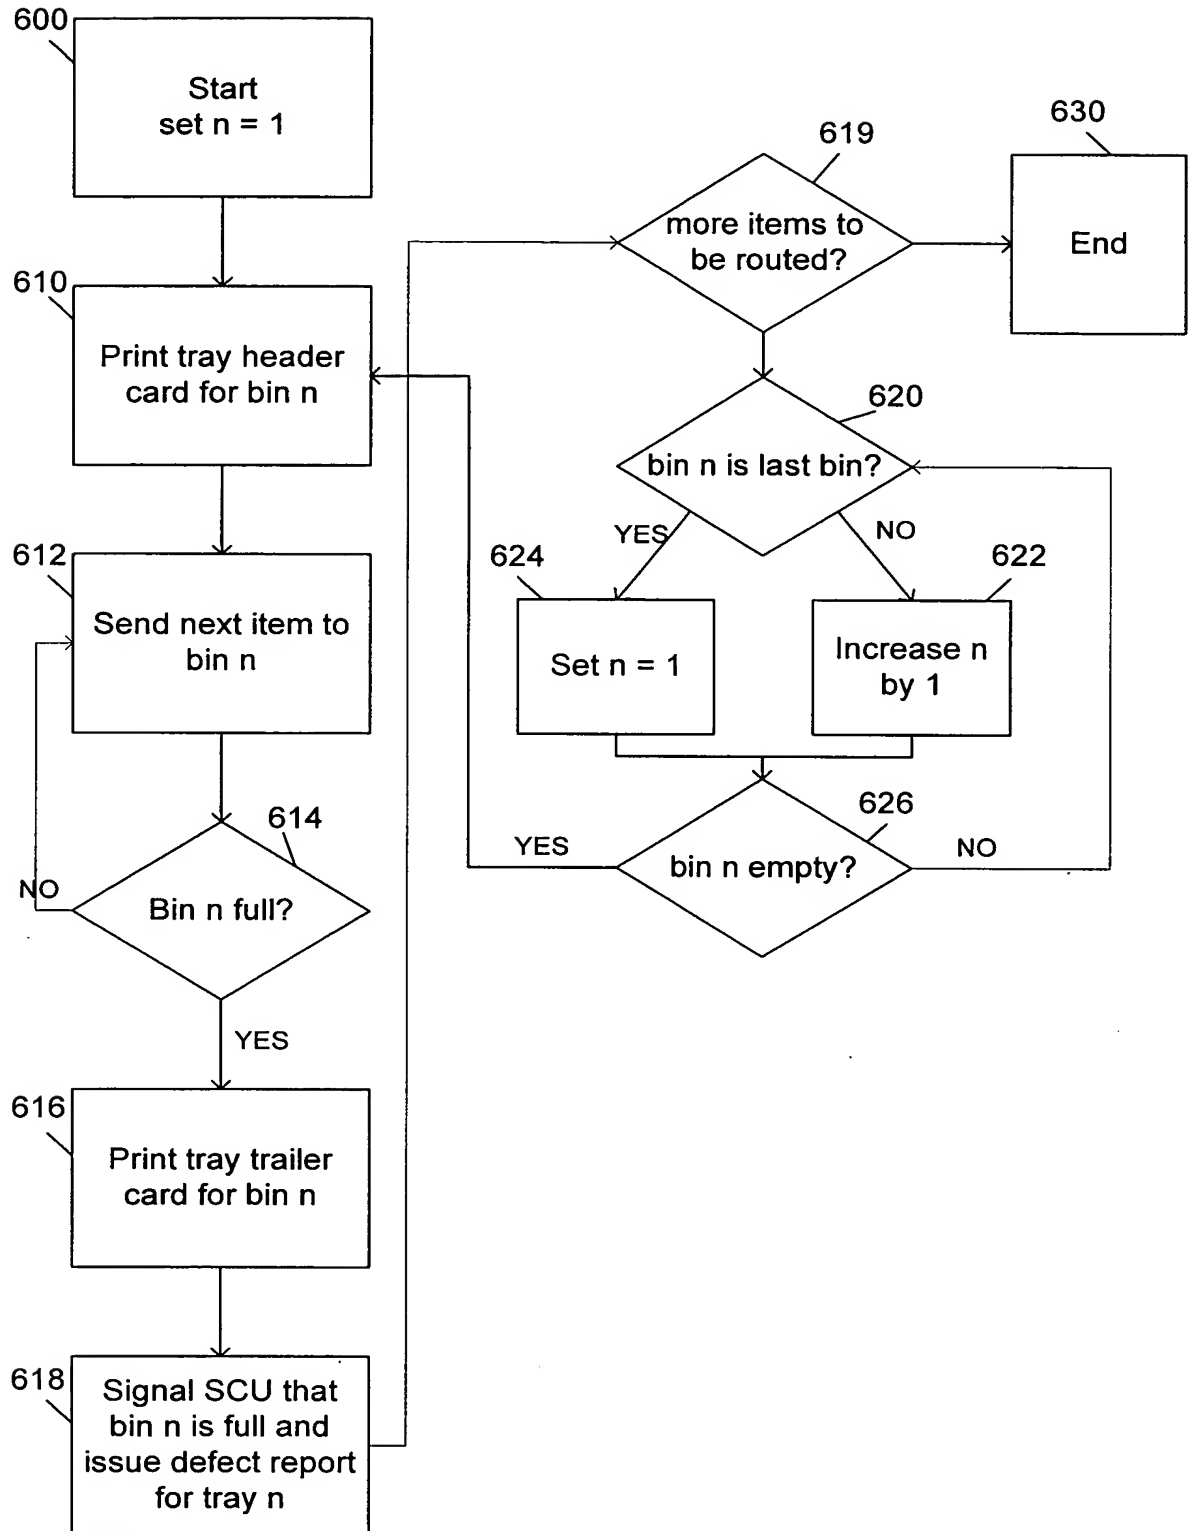 600
Start
set n = 1
610
Print tray header
card for bin n
612
Send next item to
bin n
614
Bin n full?
NO
YES
616
Print tray trailer
card for bin n
618
Signal SCU that
bin n is full and
issue defect report
for tray n
619
more items to
be routed?
630
End
620
bin n is last bin?
YES
NO
624
Set n = 1
622
Increase n
by 1
626
bin n empty?
YES
NO